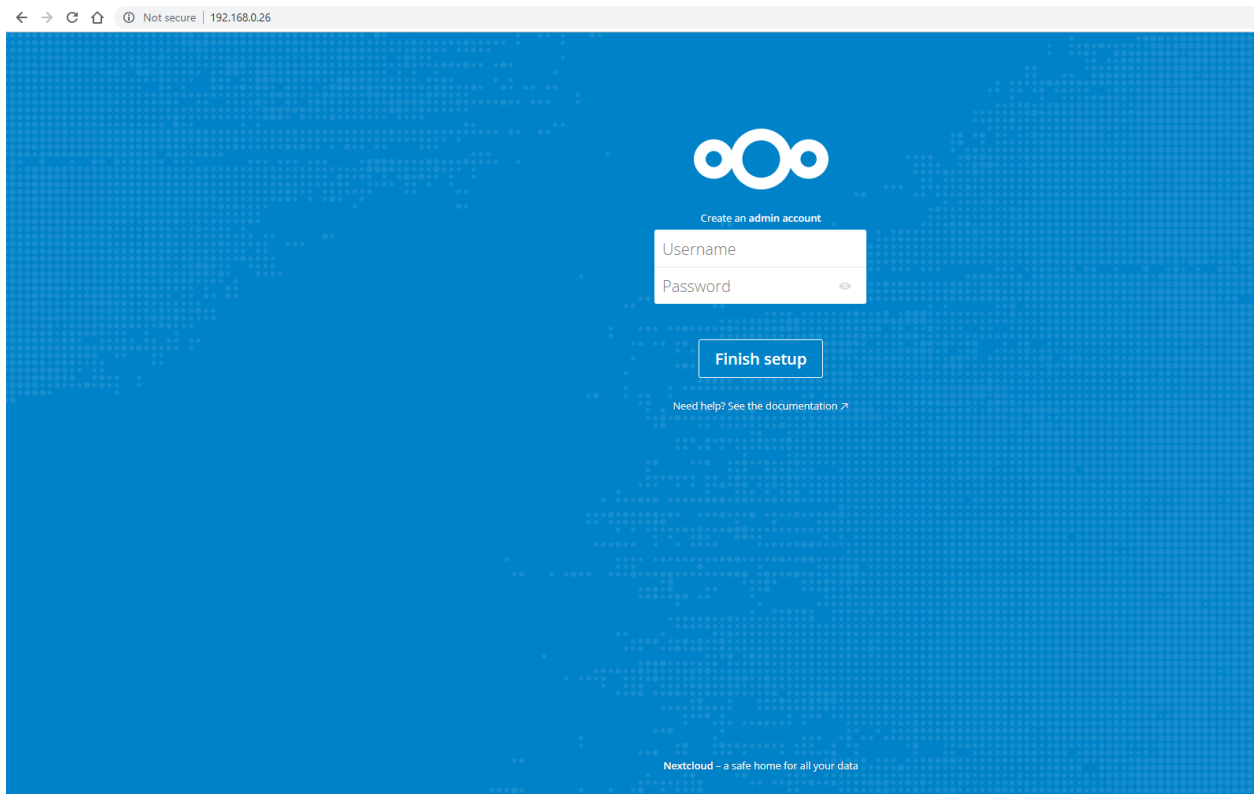 Not secure | 192.168.0.26
Create an admin account
Username
Password
Finish setup
Need help? See the documentation ↗
Nextcloud – a safe home for all your data